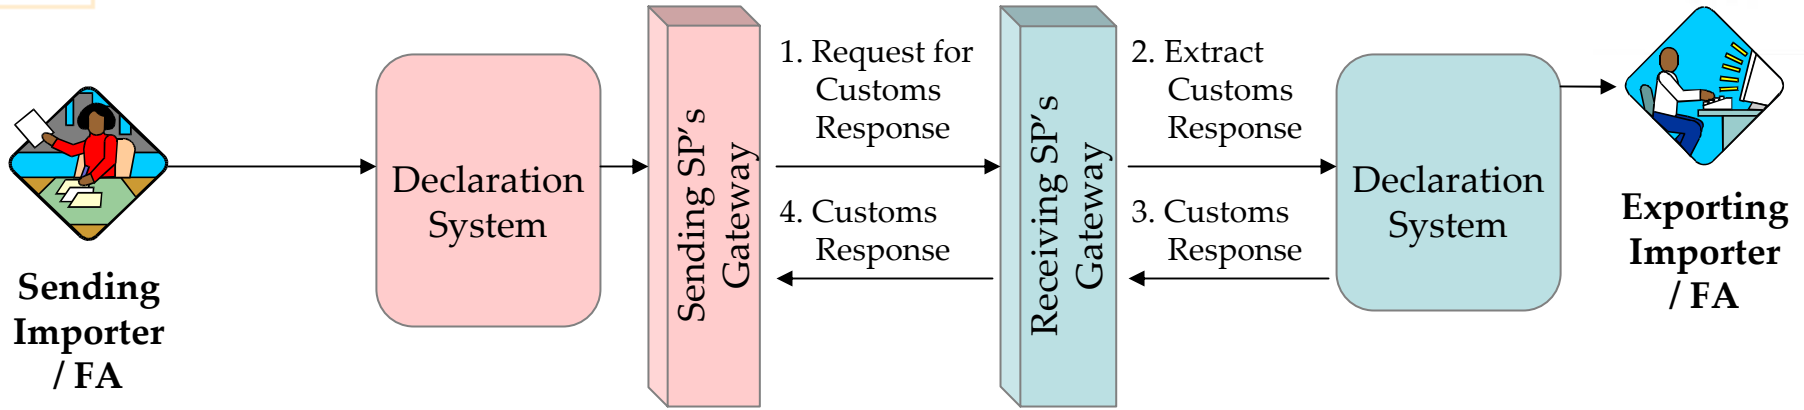 Sending
Importer
/ FA
Declaration
System
Sending SP's
Gateway
1. Request for
Customs
Response
4. Customs
Response
Receiving SP's
Gateway
2. Extract
Customs
Response
3. Customs
Response
Declaration
System
Exporting
Importer
/ FA